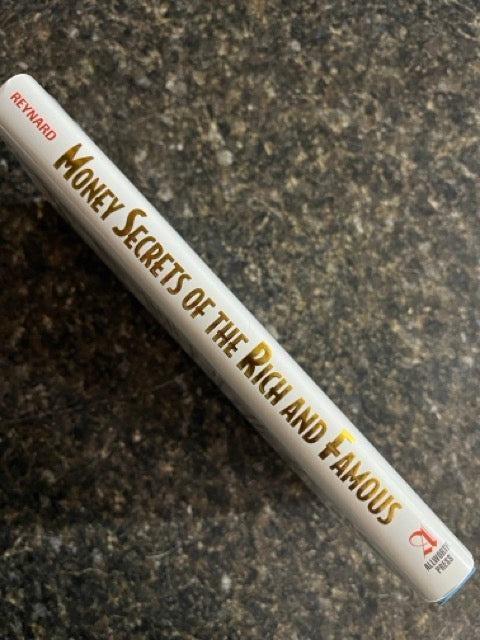 REYNARD
MONEY SECRETS OF THE RICH AND FAMOUS
A
ALLWORTH
PRESS